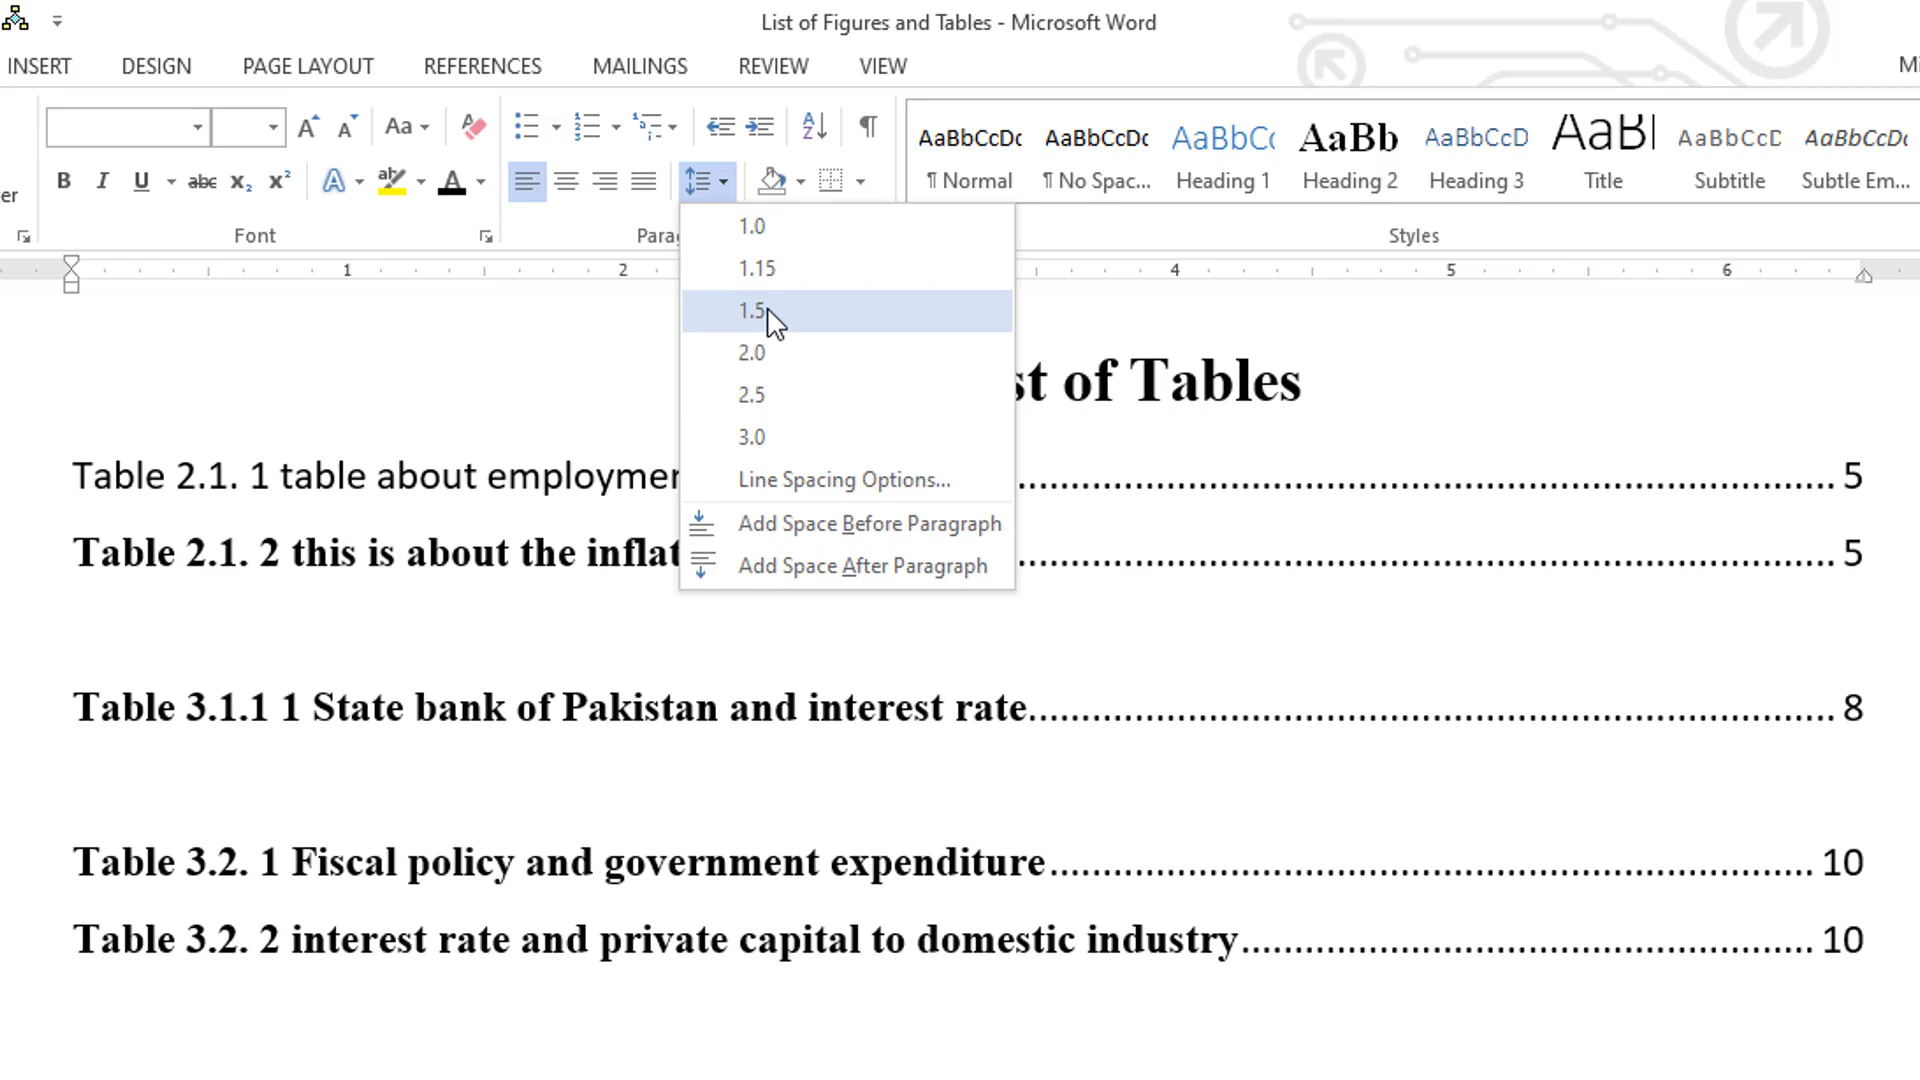 List of Figures and Tables - Microsoft Word
INSERT DESIGN PAGE LAYOUT REFERENCES MAILINGS REVIEW VIEW
Aa
AaBbCcDc AaBbCcDc AaBbCc AaBb AaBbCcD AaB AaBbCcD AaBbCcDc
B I U abc X₂ X² A ab A
¶ Normal ¶ No Spac... Heading 1 Heading 2 Heading 3 Title Subtitle Subtle Em...
Font
Styles
1 2 4 5 6
1.0
1.15
1.5
2.0
2.5
3.0
Line Spacing Options...
Add Space Before Paragraph
Add Space After Paragraph
st of Tables
Table 2.1. 1 table about employmen ........ 5
Table 2.1. 2 this is about the inflat ........ 5
Table 3.1.1 1 State bank of Pakistan and interest rate........ 8
Table 3.2. 1 Fiscal policy and government expenditure........ 10
Table 3.2. 2 interest rate and private capital to domestic industry........ 10